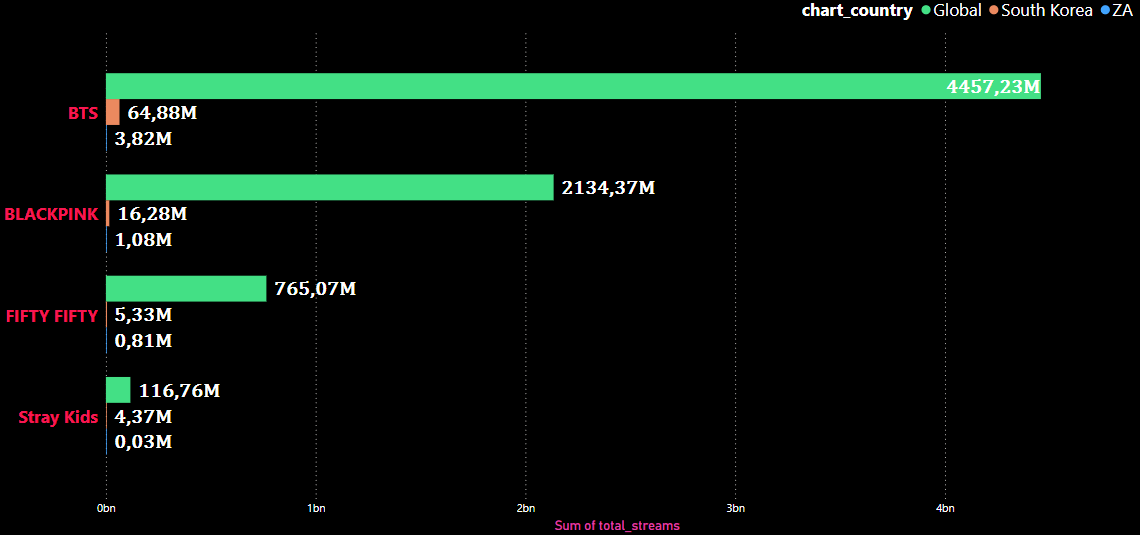 chart_country Global South Korea ZA
4457,23M
BTS 64,88M
3,82M
2134,37M
BLACKPINK 16,28M
1,08M
765,07M
FIFTY FIFTY 5,33M
0,81M
116,76M
Stray Kids 4,37M
0,03M
0bn 1bn 2bn 3bn 4bn
Sum of total_streams